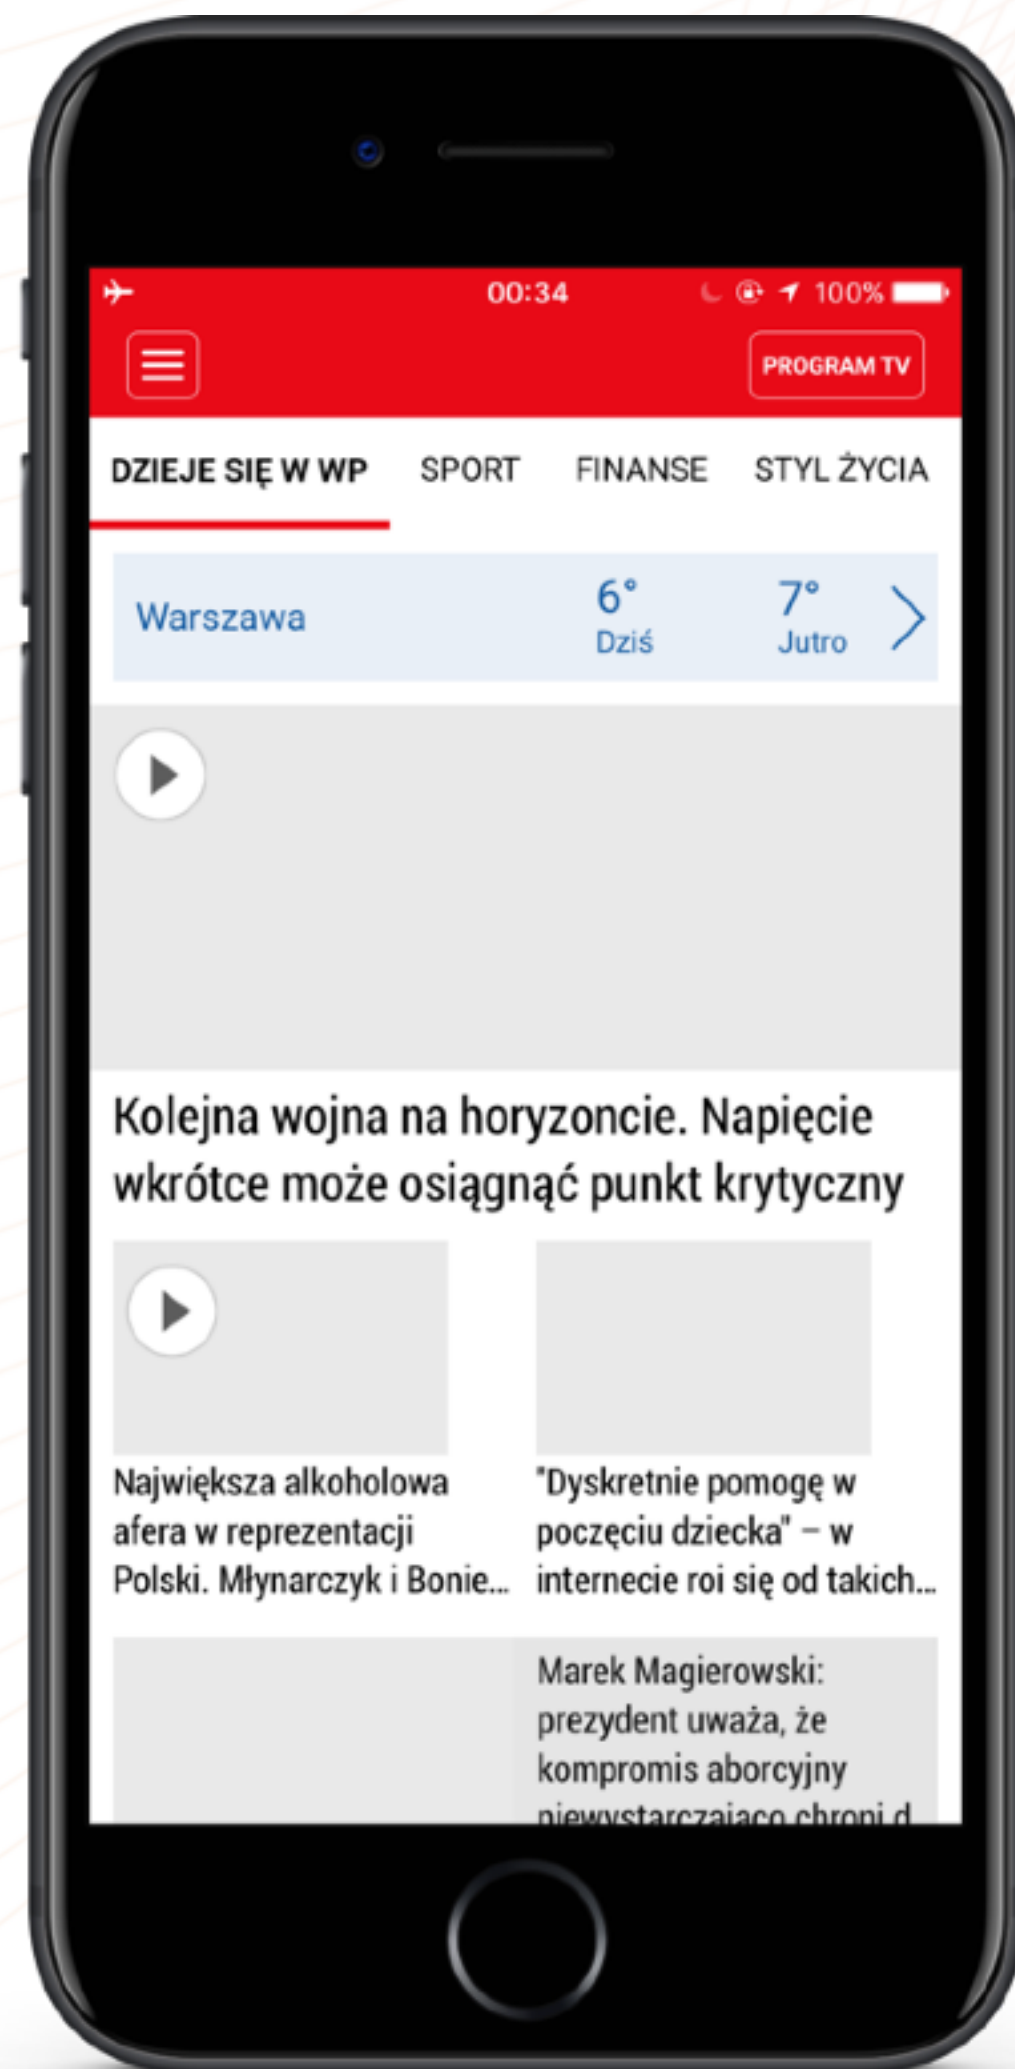 00:34 100%
PROGRAM TV
DZIEJE SIĘ W WP SPORT FINANSE STYL ŻYCIA
Warszawa 6° 7°
Dziś Jutro
Kolejna wojna na horyzoncie. Napięcie
wkrótce może osiągnąć punkt krytyczny
Największa alkoholowa
afera w reprezentacji
Polski. Młynarczyk i Bonie...
"Dyskretnie pomogę w
poczęciu dziecka" – w
internecie roi się od takich...
Marek Magierowski:
prezydent uważa, że
kompromis aborcyjny
niewystarczająco chroni d